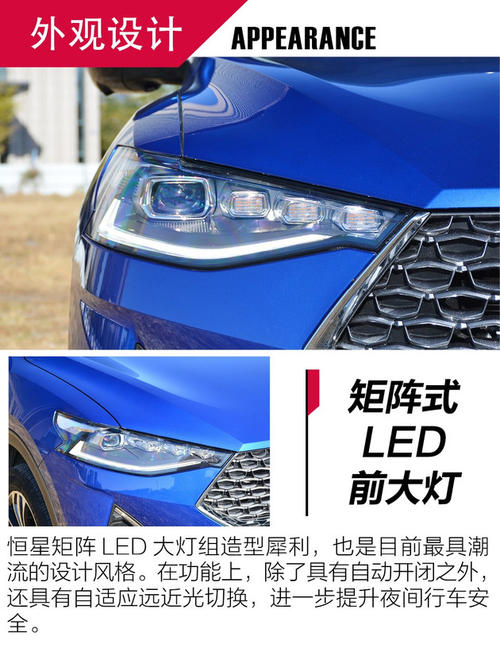 外观设计
APPEARANCE
矩阵式
LED
前大灯
恒星矩阵 LED 大灯组造型犀利，也是目前最具潮
流的设计风格。在功能上，除了具有自动开闭之外，
还具有自适应远近光切换，进一步提升夜间行车安
全。